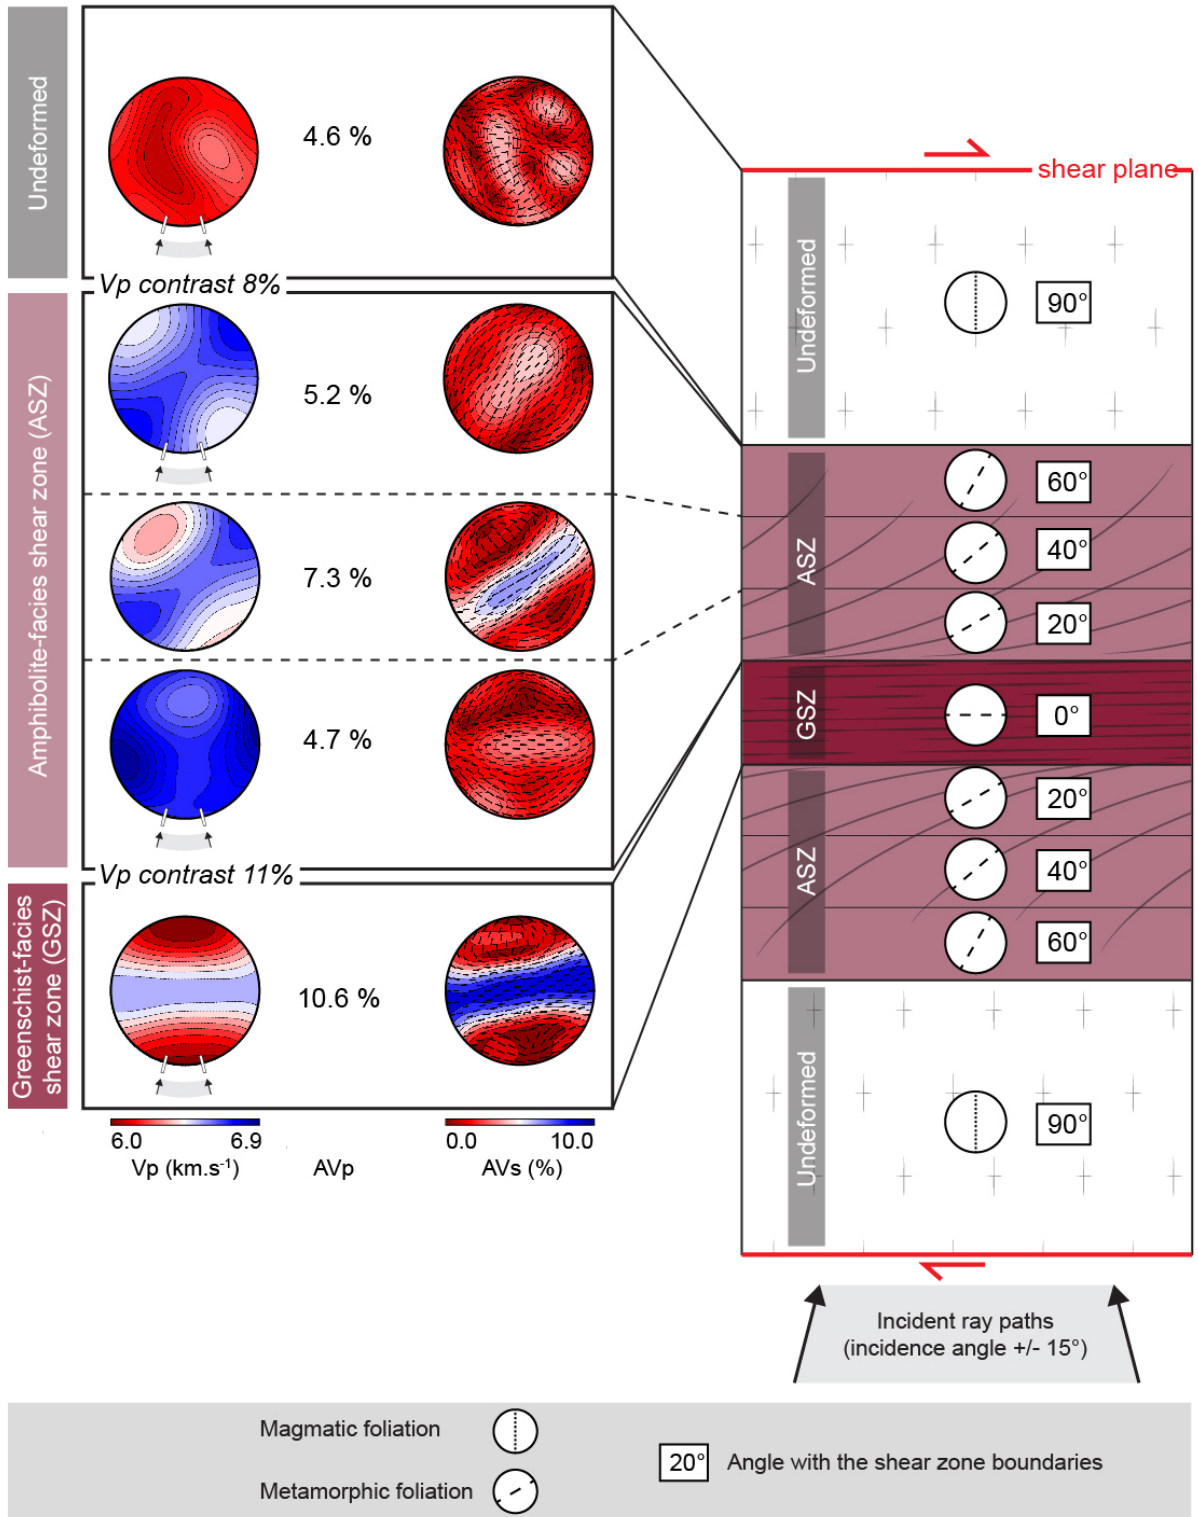 Undeformed
4.6 %
Vp contrast 8%
Amphibolite-facies shear zone (ASZ)
5.2 %
7.3 %
4.7 %
Vp contrast 11%
Greenschist-facies
shear zone (GSZ)
10.6 %
6.0 6.9
Vp (km.s⁻¹)
AVp
0.0 10.0
AVs (%)
shear plane
Undeformed
90°
ASZ
60°
40°
20°
GSZ
0°
ASZ
20°
40°
60°
Undeformed
90°
Incident ray paths
(incidence angle +/- 15°)
Magmatic foliation
Metamorphic foliation
20° Angle with the shear zone boundaries